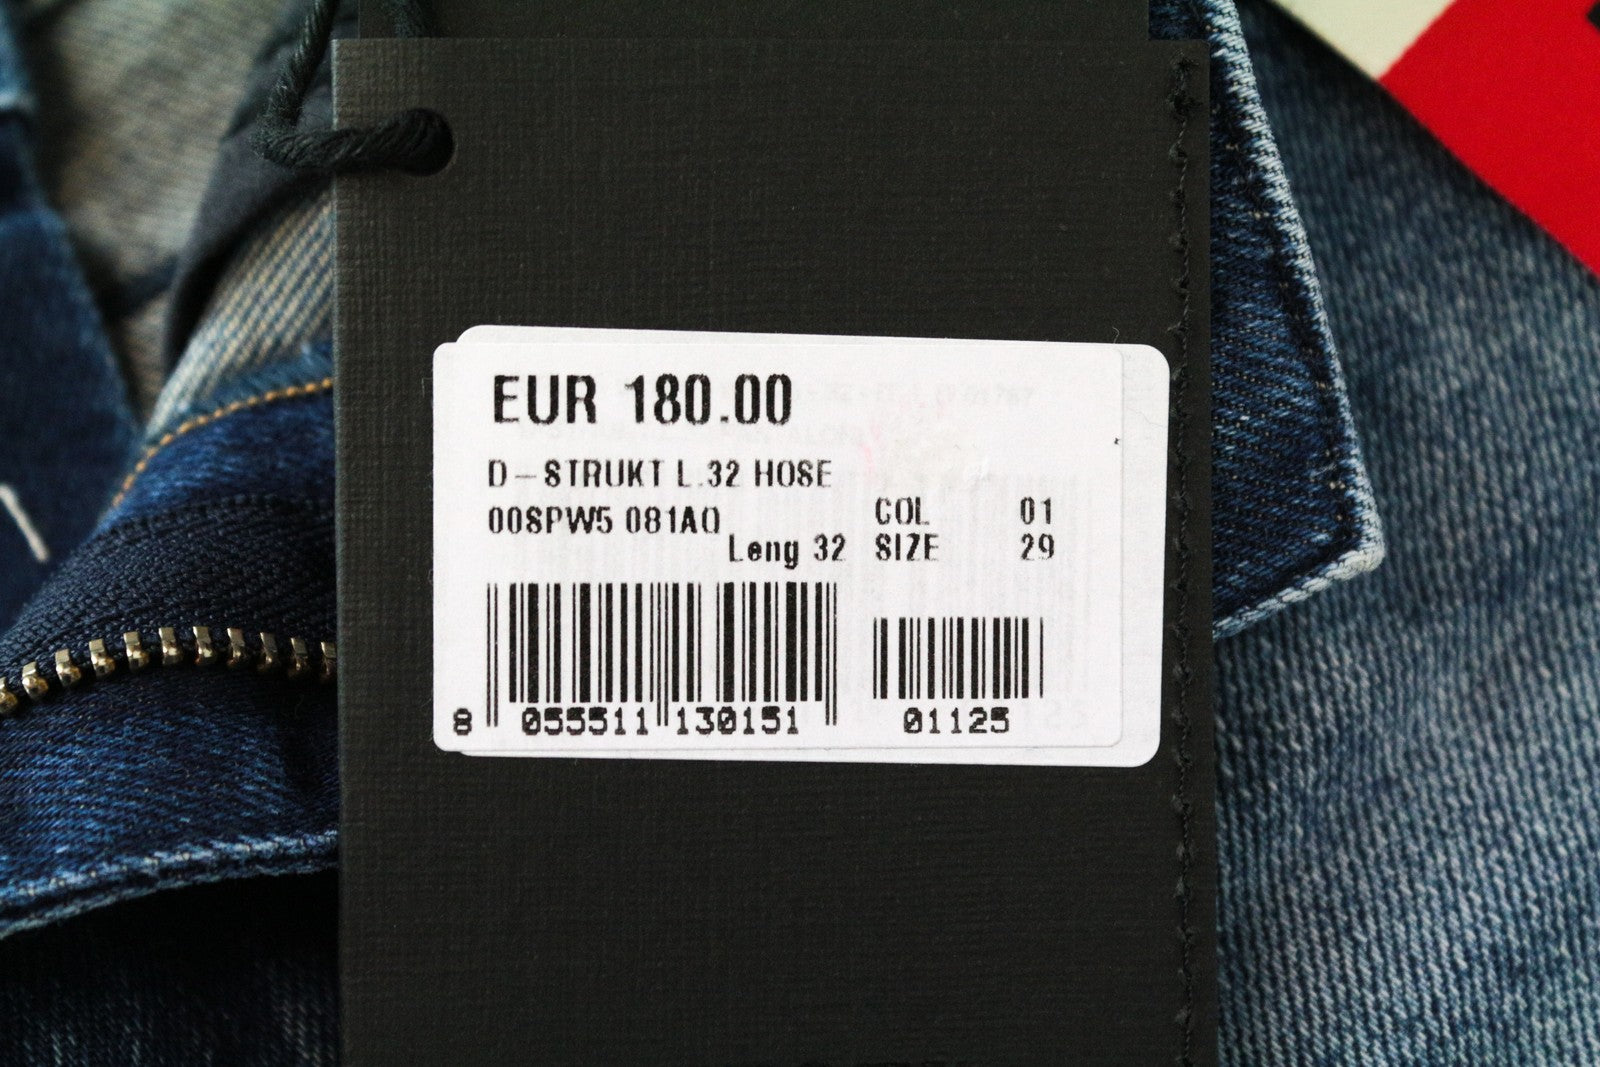 EUR 180.00
D-STRUKT L.32 HOSE
00SPW5 081AQ COL 01
Leng 32 SIZE 29
8 055511 130151 01125